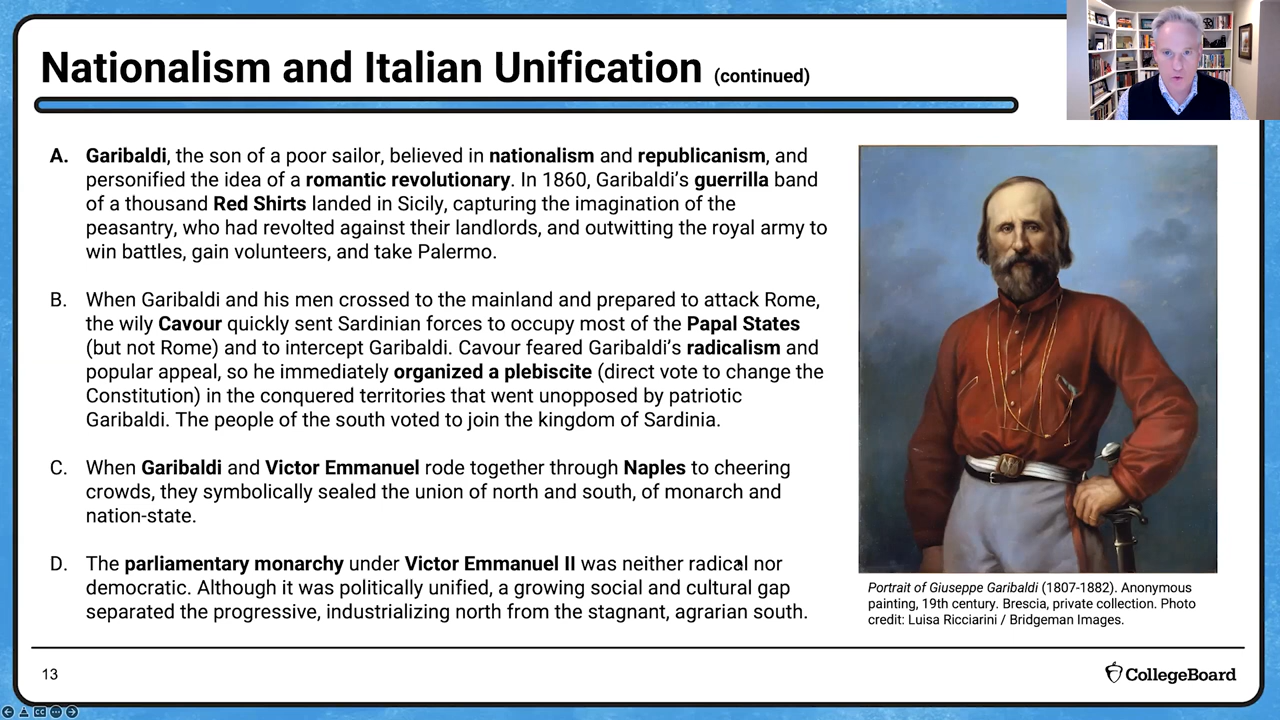 Nationalism and Italian Unification (continued)
A. Garibaldi, the son of a poor sailor, believed in nationalism and republicanism, and
personified the idea of a romantic revolutionary. In 1860, Garibaldi's guerrilla band
of a thousand Red Shirts landed in Sicily, capturing the imagination of the
peasantry, who had revolted against their landlords, and outwitting the royal army to
win battles, gain volunteers, and take Palermo.
B. When Garibaldi and his men crossed to the mainland and prepared to attack Rome,
the wily Cavour quickly sent Sardinian forces to occupy most of the Papal States
(but not Rome) and to intercept Garibaldi. Cavour feared Garibaldi's radicalism and
popular appeal, so he immediately organized a plebiscite (direct vote to change the
Constitution) in the conquered territories that went unopposed by patriotic
Garibaldi. The people of the south voted to join the kingdom of Sardinia.
C. When Garibaldi and Victor Emmanuel rode together through Naples to cheering
crowds, they symbolically sealed the union of north and south, of monarch and
nation-state.
D. The parliamentary monarchy under Victor Emmanuel II was neither radical nor
democratic. Although it was politically unified, a growing social and cultural gap
separated the progressive, industrializing north from the stagnant, agrarian south.
Portrait of Giuseppe Garibaldi (1807-1882). Anonymous
painting, 19th century. Brescia, private collection. Photo
credit: Luisa Ricciarini / Bridgeman Images.
13
CollegeBoard